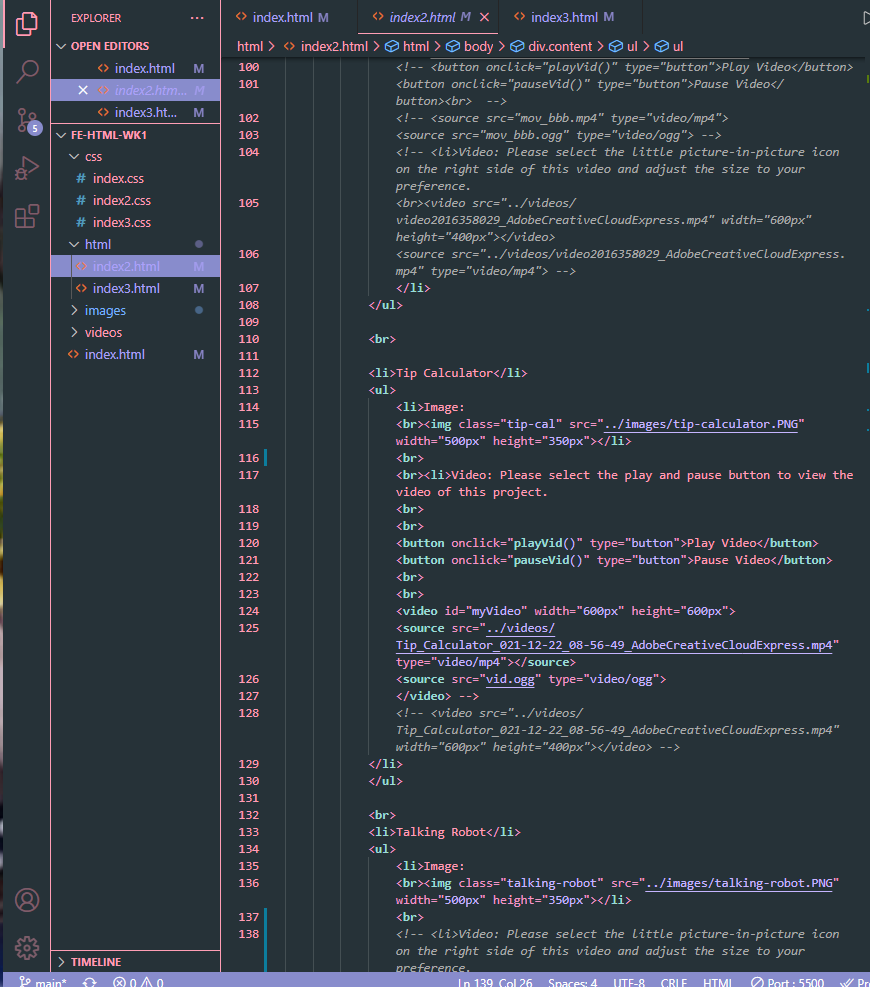 EXPLORER ···
index.html M
index2.html M
index3.html M
OPEN EDITORS
index.html M
index2.htm... M
index3.ht... M
FE-HTML-WK1
css
# index.css
# index2.css
# index3.css
html
index2.html M
index3.html M
images
videos
index.html M
TIMELINE
5
html > index2.html > html > body > div.content > ul > ul
100 <!-- <button onclick="playVid()" type="button">Play Video</button>
101 <button onclick="pauseVid()" type="button">Pause Video</
button><br>  -->
102 <!-- <source src="mov_bbb.mp4" type="video/mp4">
103 <source src="mov_bbb.ogg" type="video/ogg"> -->
104 <!-- <li>Video: Please select the little picture-in-picture icon
on the right side of this video and adjust the size to your
preference.
105 <br><video src="../videos/
video2016358029_AdobeCreativeCloudExpress.mp4" width="600px"
height="400px"></video>
106 <source src="../videos/video2016358029_AdobeCreativeCloudExpress.
mp4" type="video/mp4"> -->
107 </li>
108 </ul>
109
110 <br>
111
112 <li>Tip Calculator</li>
113 <ul>
114 <li>Image:
115 <br><img class="tip-cal" src="../images/tip-calculator.PNG"
width="500px" height="350px"></li>
116 <br>
117 <br><li>Video: Please select the play and pause button to view the
video of this project.
118 <br>
119 <br>
120 <button onclick="playVid()" type="button">Play Video</button>
121 <button onclick="pauseVid()" type="button">Pause Video</button>
122 <br>
123 <br>
124 <video id="myVideo" width="600px" height="600px">
125 <source src="../videos/
Tip_Calculator_021-12-22_08-56-49_AdobeCreativeCloudExpress.mp4"
type="video/mp4"></source>
126 <source src="vid.ogg" type="video/ogg">
127 </video> -->
128 <!-- <video src="../videos/
Tip_Calculator_021-12-22_08-56-49_AdobeCreativeCloudExpress.mp4"
width="600px" height="400px"></video> -->
129 </li>
130 </ul>
131
132 <br>
133 <li>Talking Robot</li>
134 <ul>
135 <li>Image:
136 <br><img class="talking-robot" src="../images/talking-robot.PNG"
width="500px" height="350px"></li>
137 <br>
138 <!-- <li>Video: Please select the little picture-in-picture icon
on the right side of this video and adjust the size to your
preference.
main* 0 0 Ln 139, Col 26 Spaces: 4 UTF-8 CRLF HTML Port : 5500